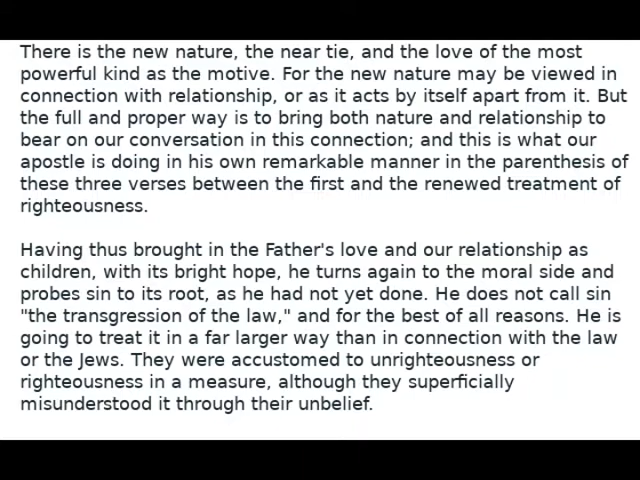 There is the new nature, the near tie, and the love of the most
powerful kind as the motive. For the new nature may be viewed in
connection with relationship, or as it acts by itself apart from it. But
the full and proper way is to bring both nature and relationship to
bear on our conversation in this connection; and this is what our
apostle is doing in his own remarkable manner in the parenthesis of
these three verses between the first and the renewed treatment of
righteousness.

Having thus brought in the Father's love and our relationship as
children, with its bright hope, he turns again to the moral side and
probes sin to its root, as he had not yet done. He does not call sin
"the transgression of the law," and for the best of all reasons. He is
going to treat it in a far larger way than in connection with the law
or the Jews. They were accustomed to unrighteousness or
righteousness in a measure, although they superficially
misunderstood it through their unbelief.